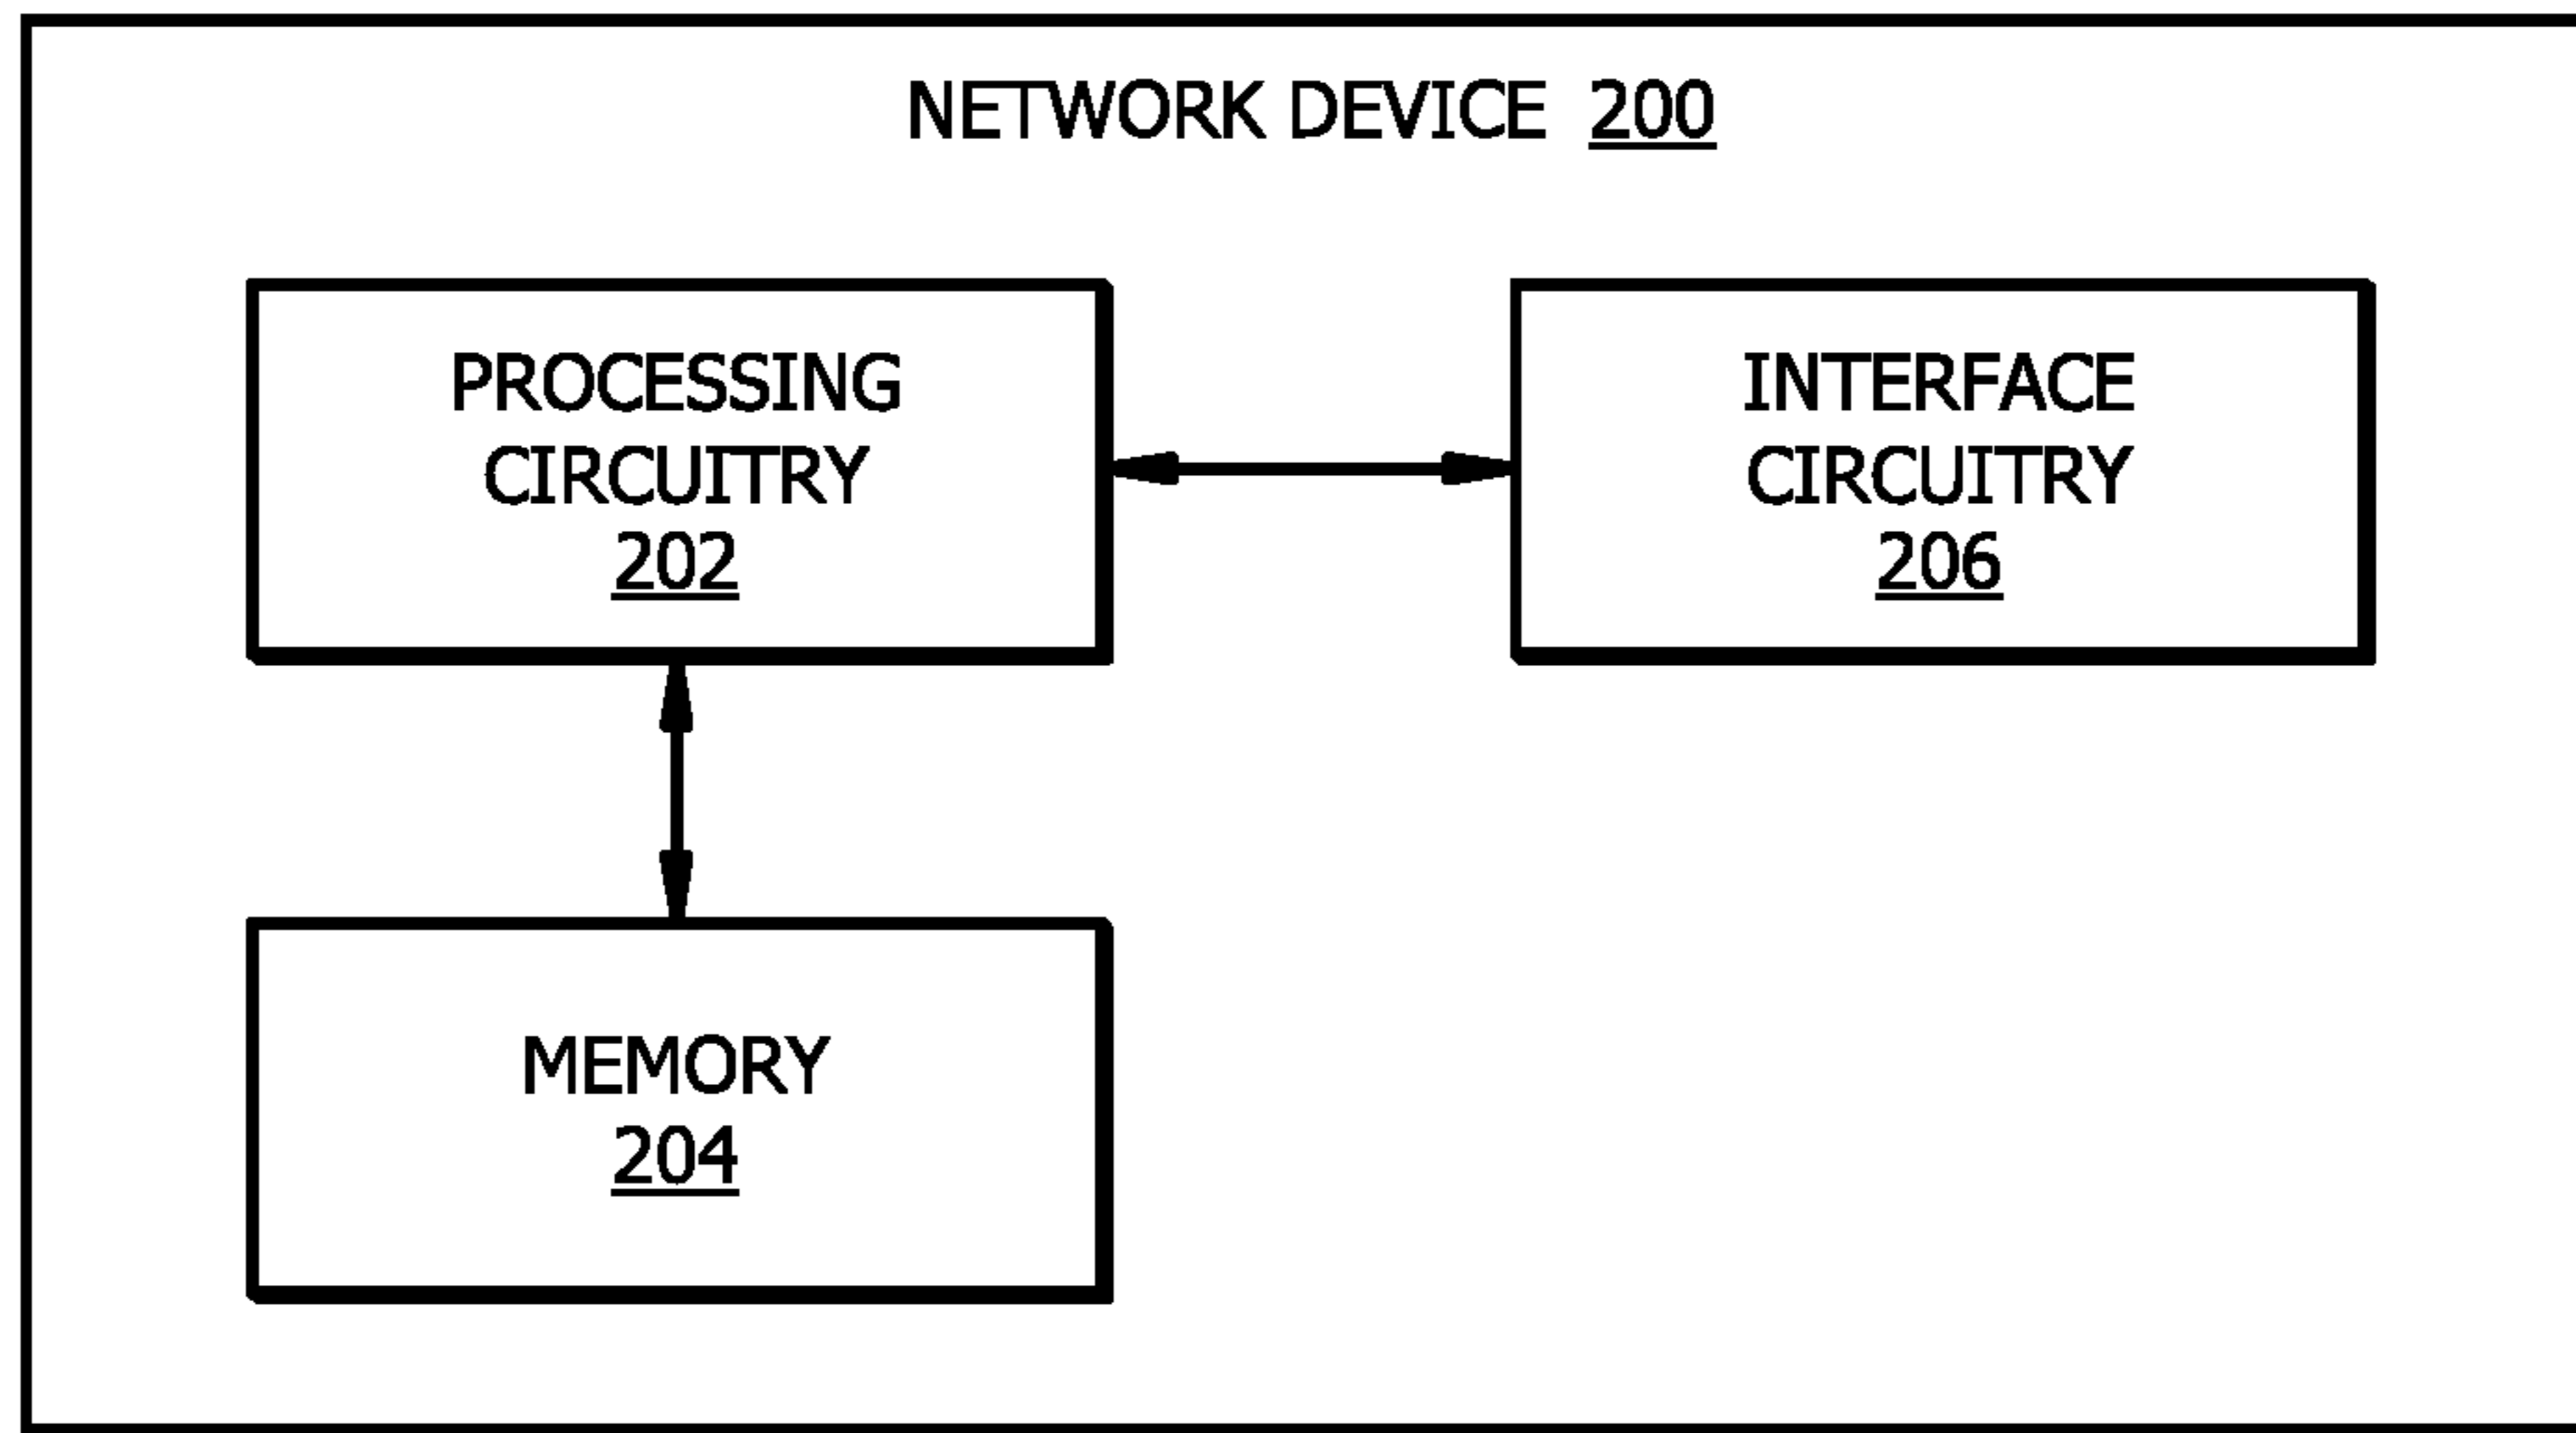 NETWORK DEVICE 200
PROCESSING
CIRCUITRY
202
INTERFACE
CIRCUITRY
206
MEMORY
204